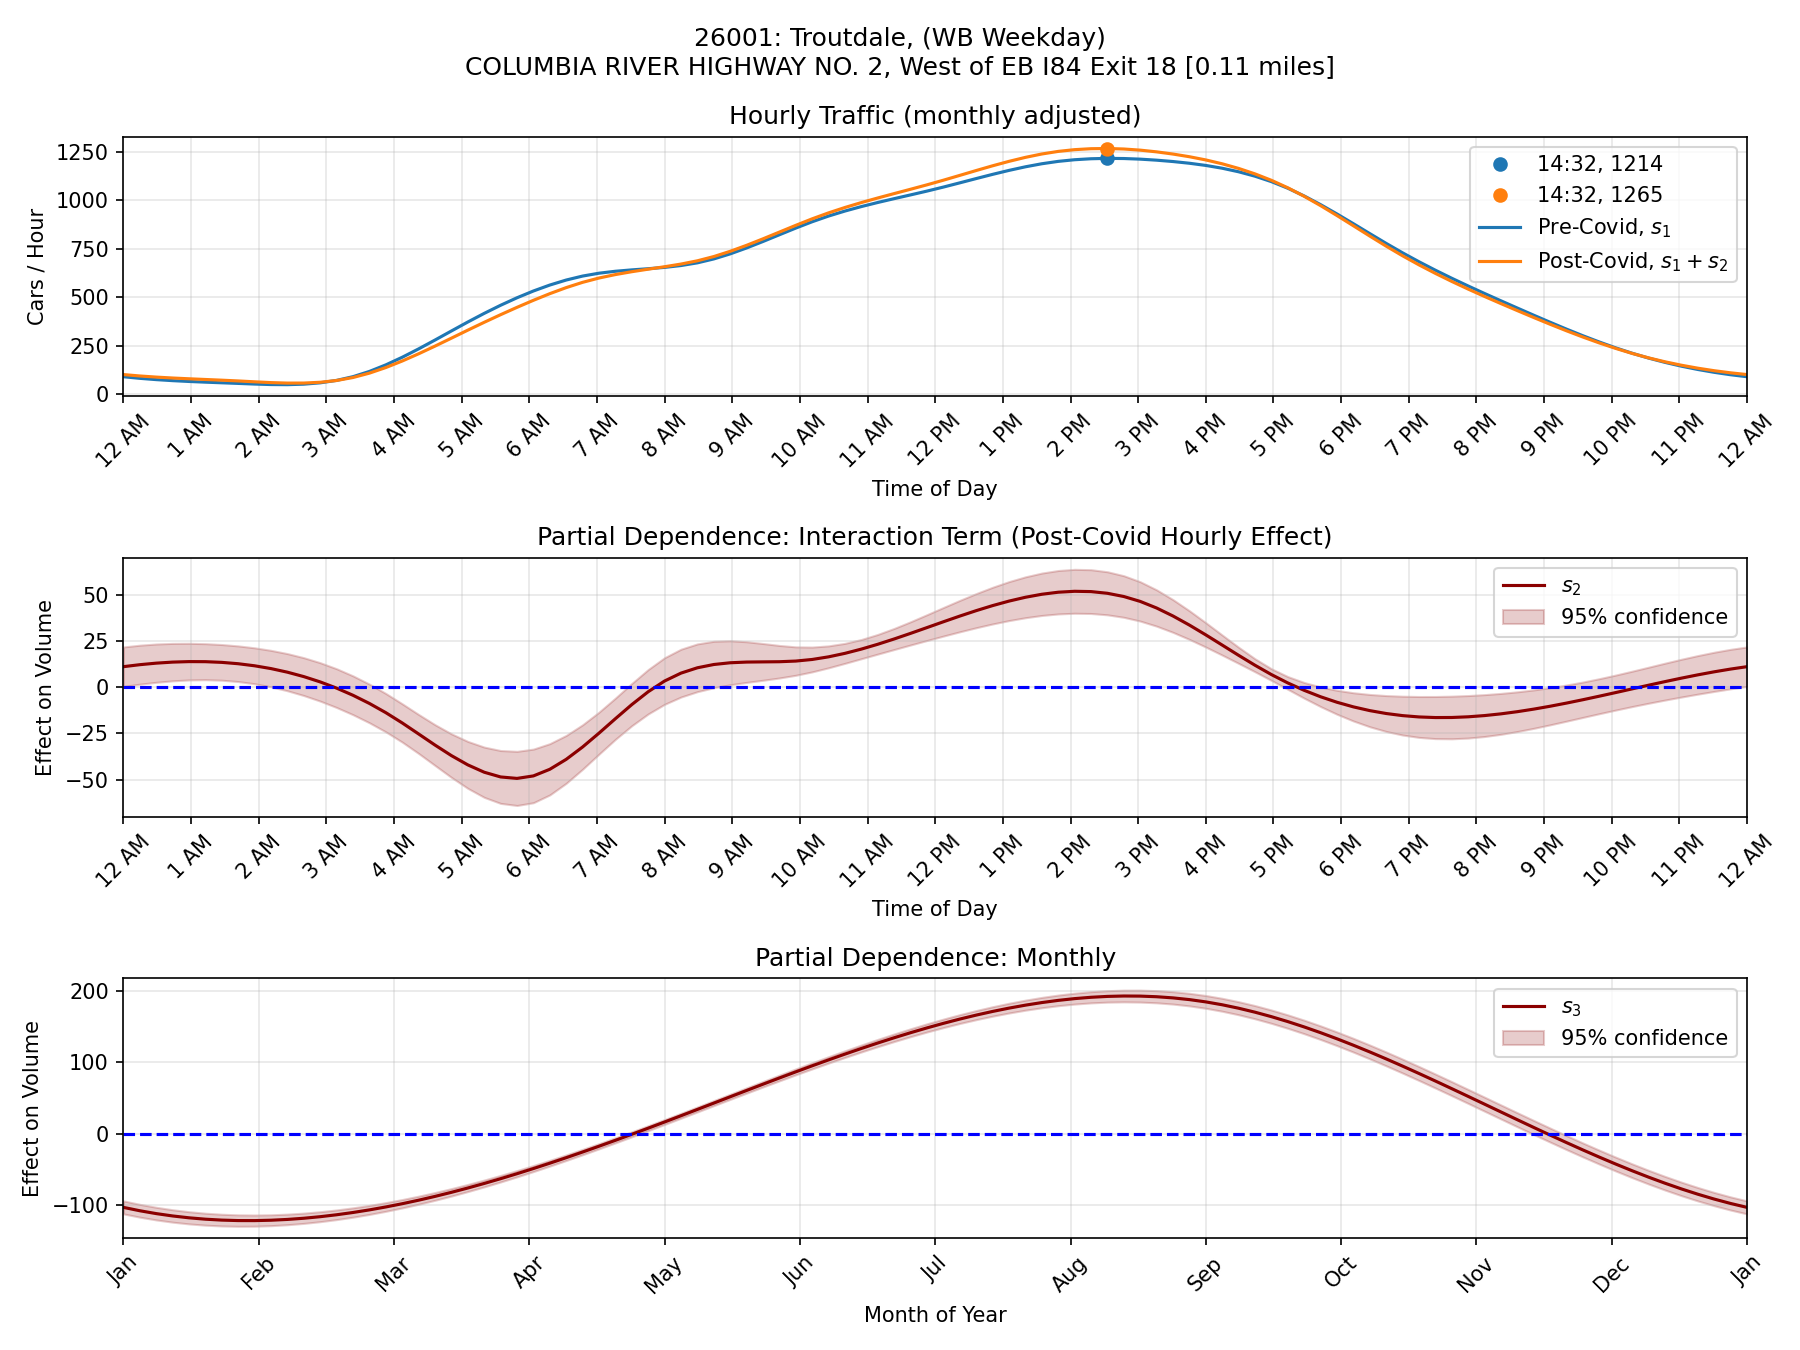 26001: Troutdale, (WB Weekday)
COLUMBIA RIVER HIGHWAY NO. 2, West of EB I84 Exit 18 [0.11 miles]
Hourly Traffic (monthly adjusted)
Cars / Hour
1250
1000
750
500
250
0
14:32, 1214
14:32, 1265
Pre-Covid, s1
Post-Covid, s1 + s2
12 AM 1 AM 2 AM 3 AM 4 AM 5 AM 6 AM 7 AM 8 AM 9 AM 10 AM 11 AM 12 PM 1 PM 2 PM 3 PM 4 PM 5 PM 6 PM 7 PM 8 PM 9 PM 10 PM 11 PM 12 AM
Time of Day
Partial Dependence: Interaction Term (Post-Covid Hourly Effect)
Effect on Volume
50
25
0
−25
−50
s2
95% confidence
12 AM 1 AM 2 AM 3 AM 4 AM 5 AM 6 AM 7 AM 8 AM 9 AM 10 AM 11 AM 12 PM 1 PM 2 PM 3 PM 4 PM 5 PM 6 PM 7 PM 8 PM 9 PM 10 PM 11 PM 12 AM
Time of Day
Partial Dependence: Monthly
Effect on Volume
200
100
0
−100
s3
95% confidence
Jan Feb Mar Apr May Jun Jul Aug Sep Oct Nov Dec Jan
Month of Year